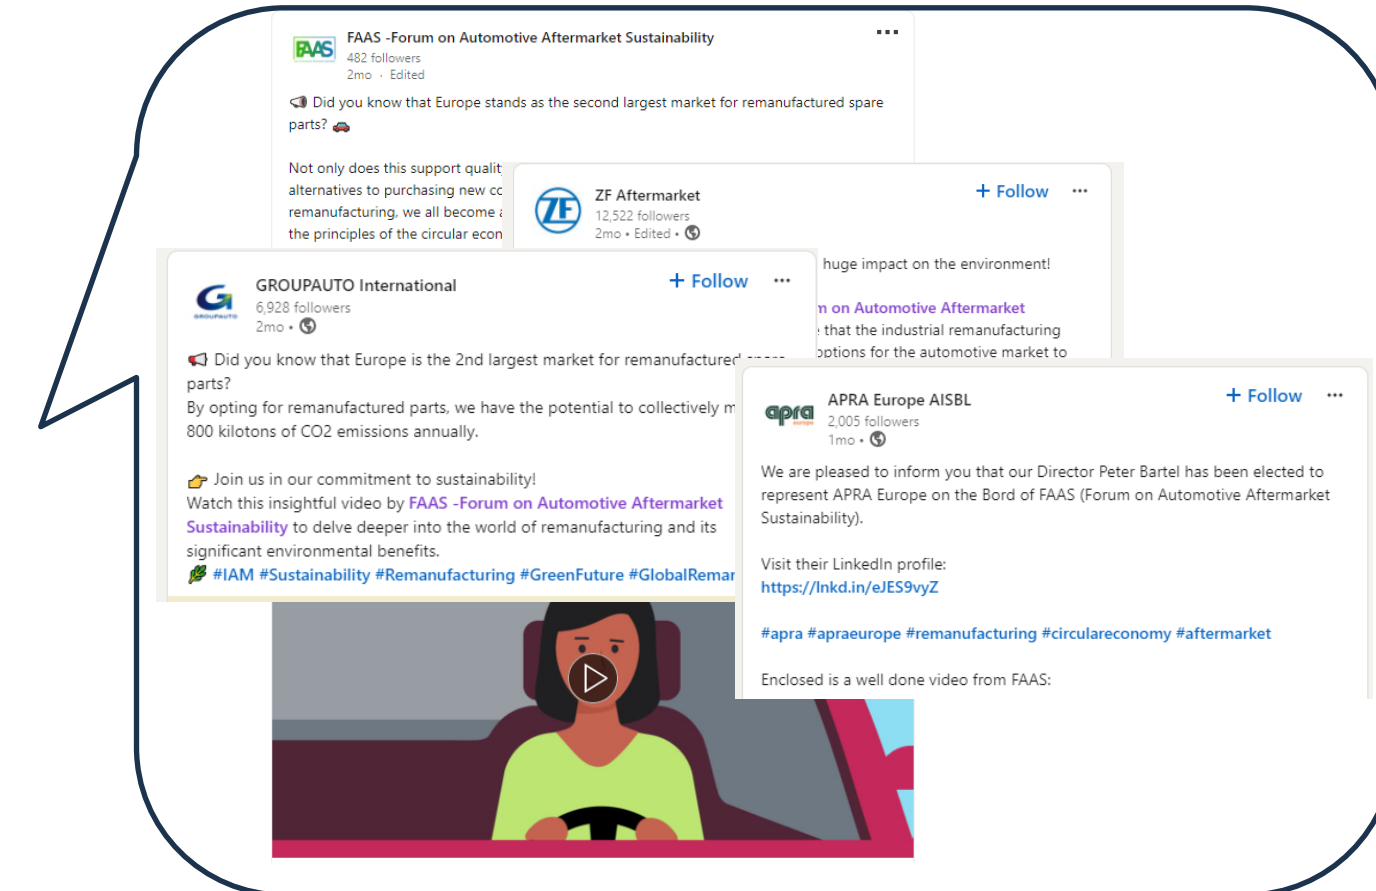 FAAS
FAAS -Forum on Automotive Aftermarket Sustainability
482 followers
2mo · Edited
Did you know that Europe stands as the second largest market for remanufactured spare
parts?
Not only does this support qualit
alternatives to purchasing new
remanufacturing, we all become
the principles of the circular econ
ZF
ZF Aftermarket
12,522 followers
2mo • Edited •
+ Follow
huge impact on the environment!
m on Automotive Aftermarket
that the industrial remanufacturing
options for the automotive market to
GROUPAUTO
GROUPAUTO International
6,928 followers
2mo •
+ Follow
Did you know that Europe is the 2nd largest market for remanufactured spare
parts?
By opting for remanufactured parts, we have the potential to collectively m
800 kilotons of CO2 emissions annually.
Join us in our commitment to sustainability!
Watch this insightful video by FAAS -Forum on Automotive Aftermarket
Sustainability to delve deeper into the world of remanufacturing and its
significant environmental benefits.
#IAM #Sustainability #Remanufacturing #GreenFuture #GlobalRemar
apra
europe
APRA Europe AISBL
2,005 followers
1mo •
+ Follow
We are pleased to inform you that our Director Peter Bartel has been elected to
represent APRA Europe on the Bord of FAAS (Forum on Automotive Aftermarket
Sustainability).
Visit their LinkedIn profile:
https://lnkd.in/eJES9vyZ
#apra #apraeurope #remanufacturing #circulareconomy #aftermarket
Enclosed is a well done video from FAAS: